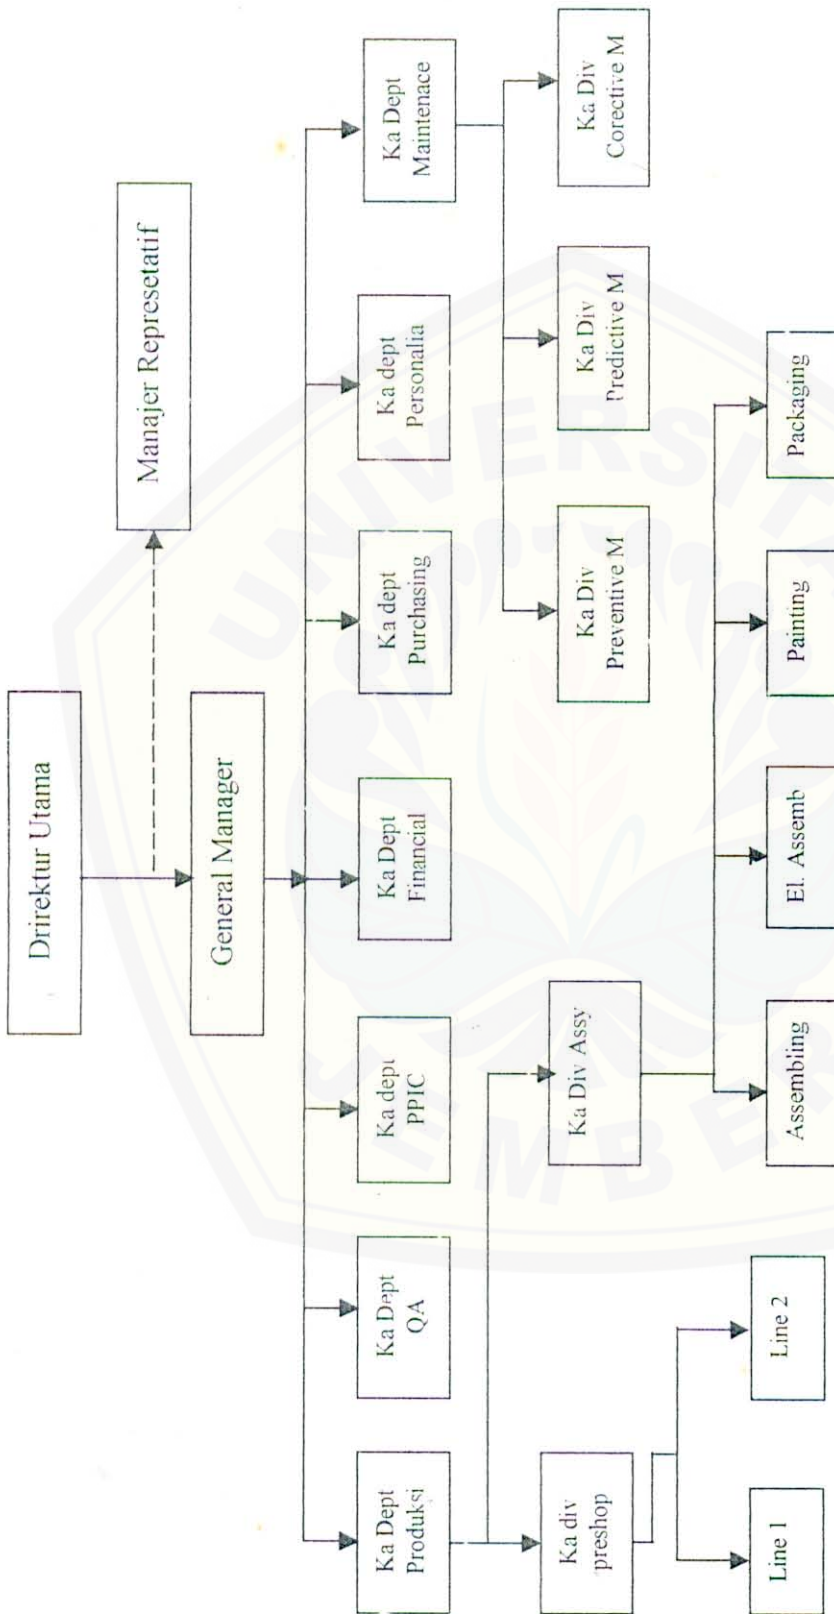 Drirektur Utama
Manajer Represetatif
General Manager
Ka Dept
Produksi
Ka Dept
QA
Ka dept
PPIC
Ka Dept
Financial
Ka dept
Purchasing
Ka dept
Personalia
Ka Dept
Maintenace
Ka div
preshop
Ka Div Assy
Ka Div
Preventive M
Ka Div
Predictive M
Ka Div
Corective M
Line 1
Line 2
Assembling
El. Assemb
Painting
Packaging
UNIVERSIT
EMBER